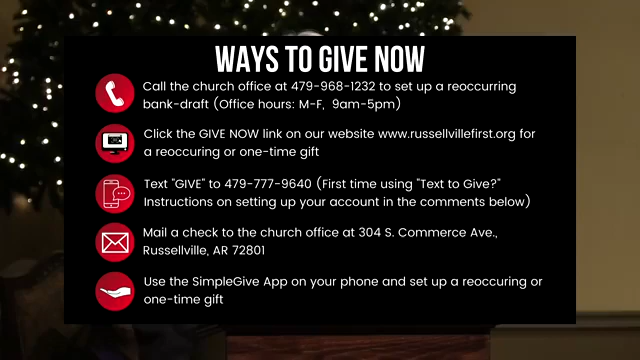 WAYS TO GIVE NOW
Call the church office at 479-968-1232 to set up a reoccurring
bank-draft (Office hours: M-F, 9am-5pm)
Click the GIVE NOW link on our website www.russellvillefirst.org for
a reoccuring or one-time gift
Text "GIVE" to 479-777-9640 (First time using "Text to Give?"
Instructions on setting up your account in the comments below)
Mail a check to the church office at 304 S. Commerce Ave.,
Russellville, AR 72801
Use the SimpleGive App on your phone and set up a reoccuring or
one-time gift